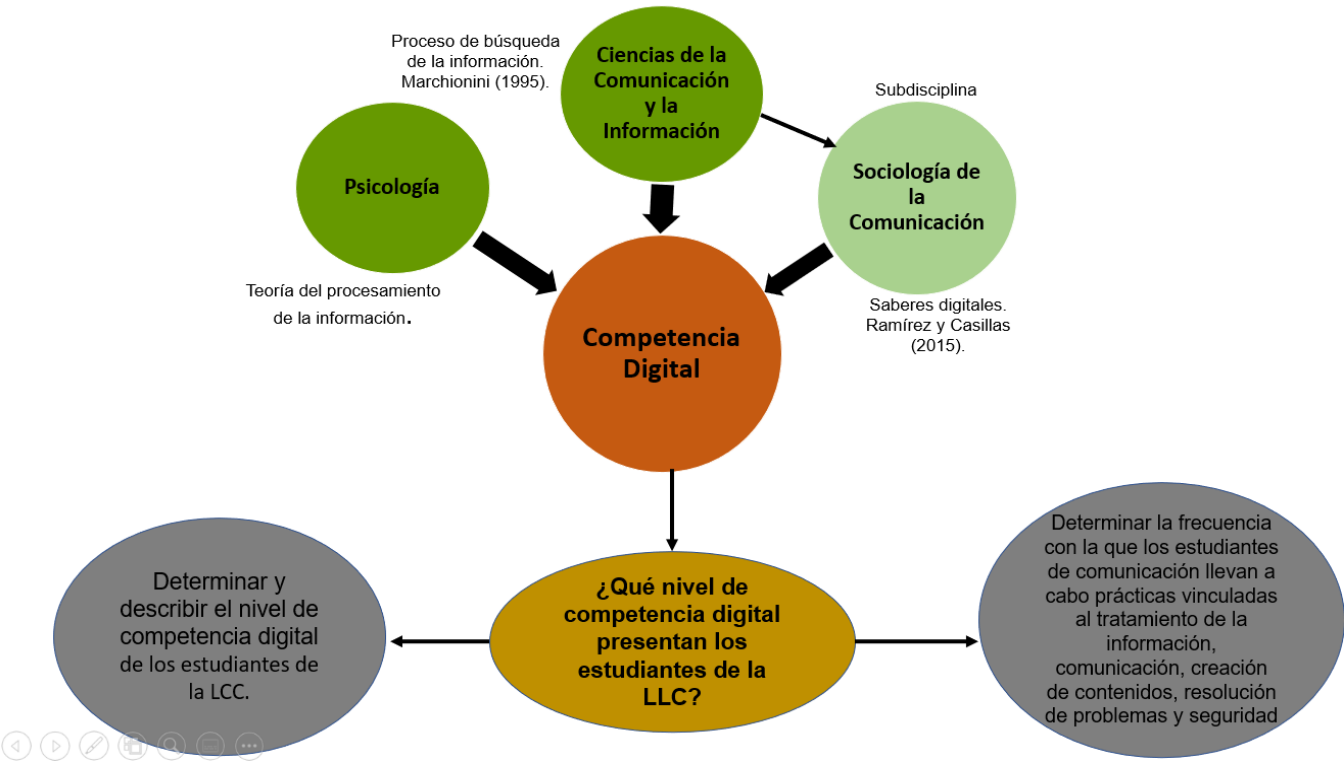 Proceso de búsqueda
de la información.
Marchionini (1995).
Ciencias de la
Comunicación
y la
Información
Subdisciplina
Psicología
Sociología de
la
Comunicación
Teoría del procesamiento
de la información.
Saberes digitales.
Ramírez y Casillas
(2015).
Competencia
Digital
Determinar y
describir el nivel de
competencia digital
de los estudiantes de
la LCC.
¿Qué nivel de
competencia digital
presentan los
estudiantes de la
LLC?
Determinar la frecuencia
con la que los estudiantes
de comunicación llevan a
cabo prácticas vinculadas
al tratamiento de la
información,
comunicación, creación
de contenidos, resolución
de problemas y seguridad